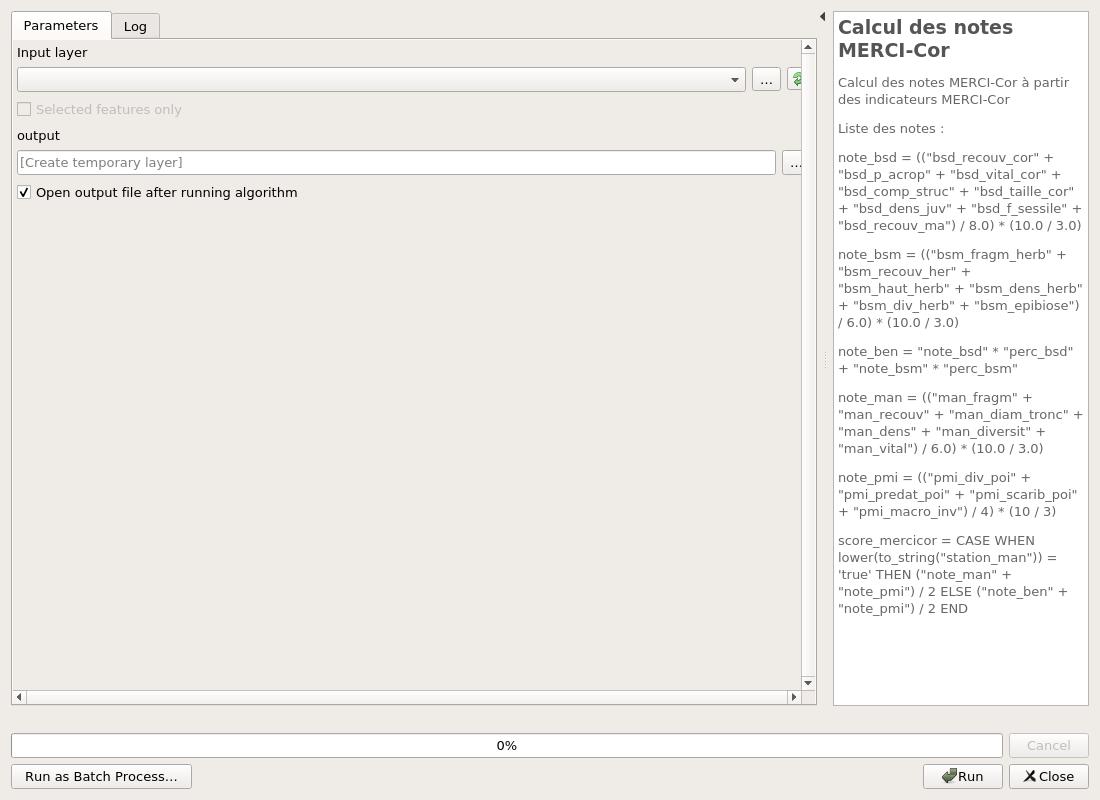 Parameters
Log
Input layer
...
Selected features only
output
[Create temporary layer]
...
Open output file after running algorithm
Calcul des notes
MERCI-Cor
Calcul des notes MERCI-Cor à partir
des indicateurs MERCI-Cor
Liste des notes :
note_bsd = (("bsd_recouv_cor" +
"bsd_p_acrop" + "bsd_vital_cor" +
"bsd_comp_struc" + "bsd_taille_cor"
+ "bsd_dens_juv" + "bsd_f_sessile" +
"bsd_recouv_ma") / 8.0) * (10.0 / 3.0)
note_bsm = (("bsm_fragm_herb" +
"bsm_recouv_her" +
"bsm_haut_herb" + "bsm_dens_herb"
+ "bsm_div_herb" + "bsm_epibiose")
/ 6.0) * (10.0 / 3.0)
note_ben = "note_bsd" * "perc_bsd"
+ "note_bsm" * "perc_bsm"
note_man = (("man_fragm" +
"man_recouv" + "man_diam_tronc" +
"man_dens" + "man_diversit" +
"man_vital") / 6.0) * (10.0 / 3.0)
note_pmi = (("pmi_div_poi" +
"pmi_predat_poi" + "pmi_scarib_poi"
+ "pmi_macro_inv") / 4) * (10 / 3)
score_mercicor = CASE WHEN
lower(to_string("station_man")) =
'true' THEN ("note_man" +
"note_pmi") / 2 ELSE ("note_ben" +
"note_pmi") / 2 END
0%
Cancel
Run as Batch Process...
Run
Close